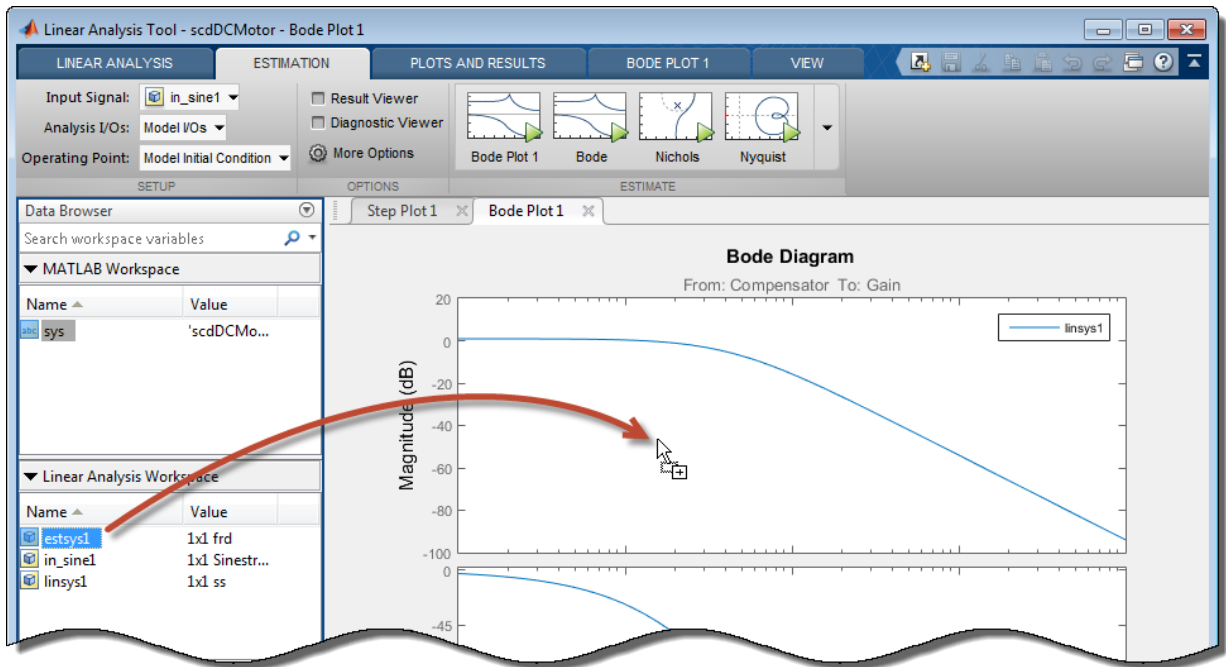 Linear Analysis Tool - scdDCMotor - Bode Plot 1
LINEAR ANALYSIS
ESTIMATION
PLOTS AND RESULTS
BODE PLOT 1
VIEW
Input Signal: in_sine1
Analysis I/Os: Model I/Os
Operating Point: Model Initial Condition
SETUP
Result Viewer
Diagnostic Viewer
More Options
OPTIONS
Bode Plot 1
Bode
Nichols
Nyquist
ESTIMATE
Data Browser
Search workspace variables
MATLAB Workspace
Name Value
abc sys 'scdDCMo...
Linear Analysis Workspace
Name Value
estsys1 1x1 frd
in_sine1 1x1 Sinestr...
linsys1 1x1 ss
Step Plot 1
Bode Plot 1
Bode Diagram
From: Compensator To: Gain
linsys1
Magnitude (dB)
20
0
-20
-40
-60
-80
-100
0
-45